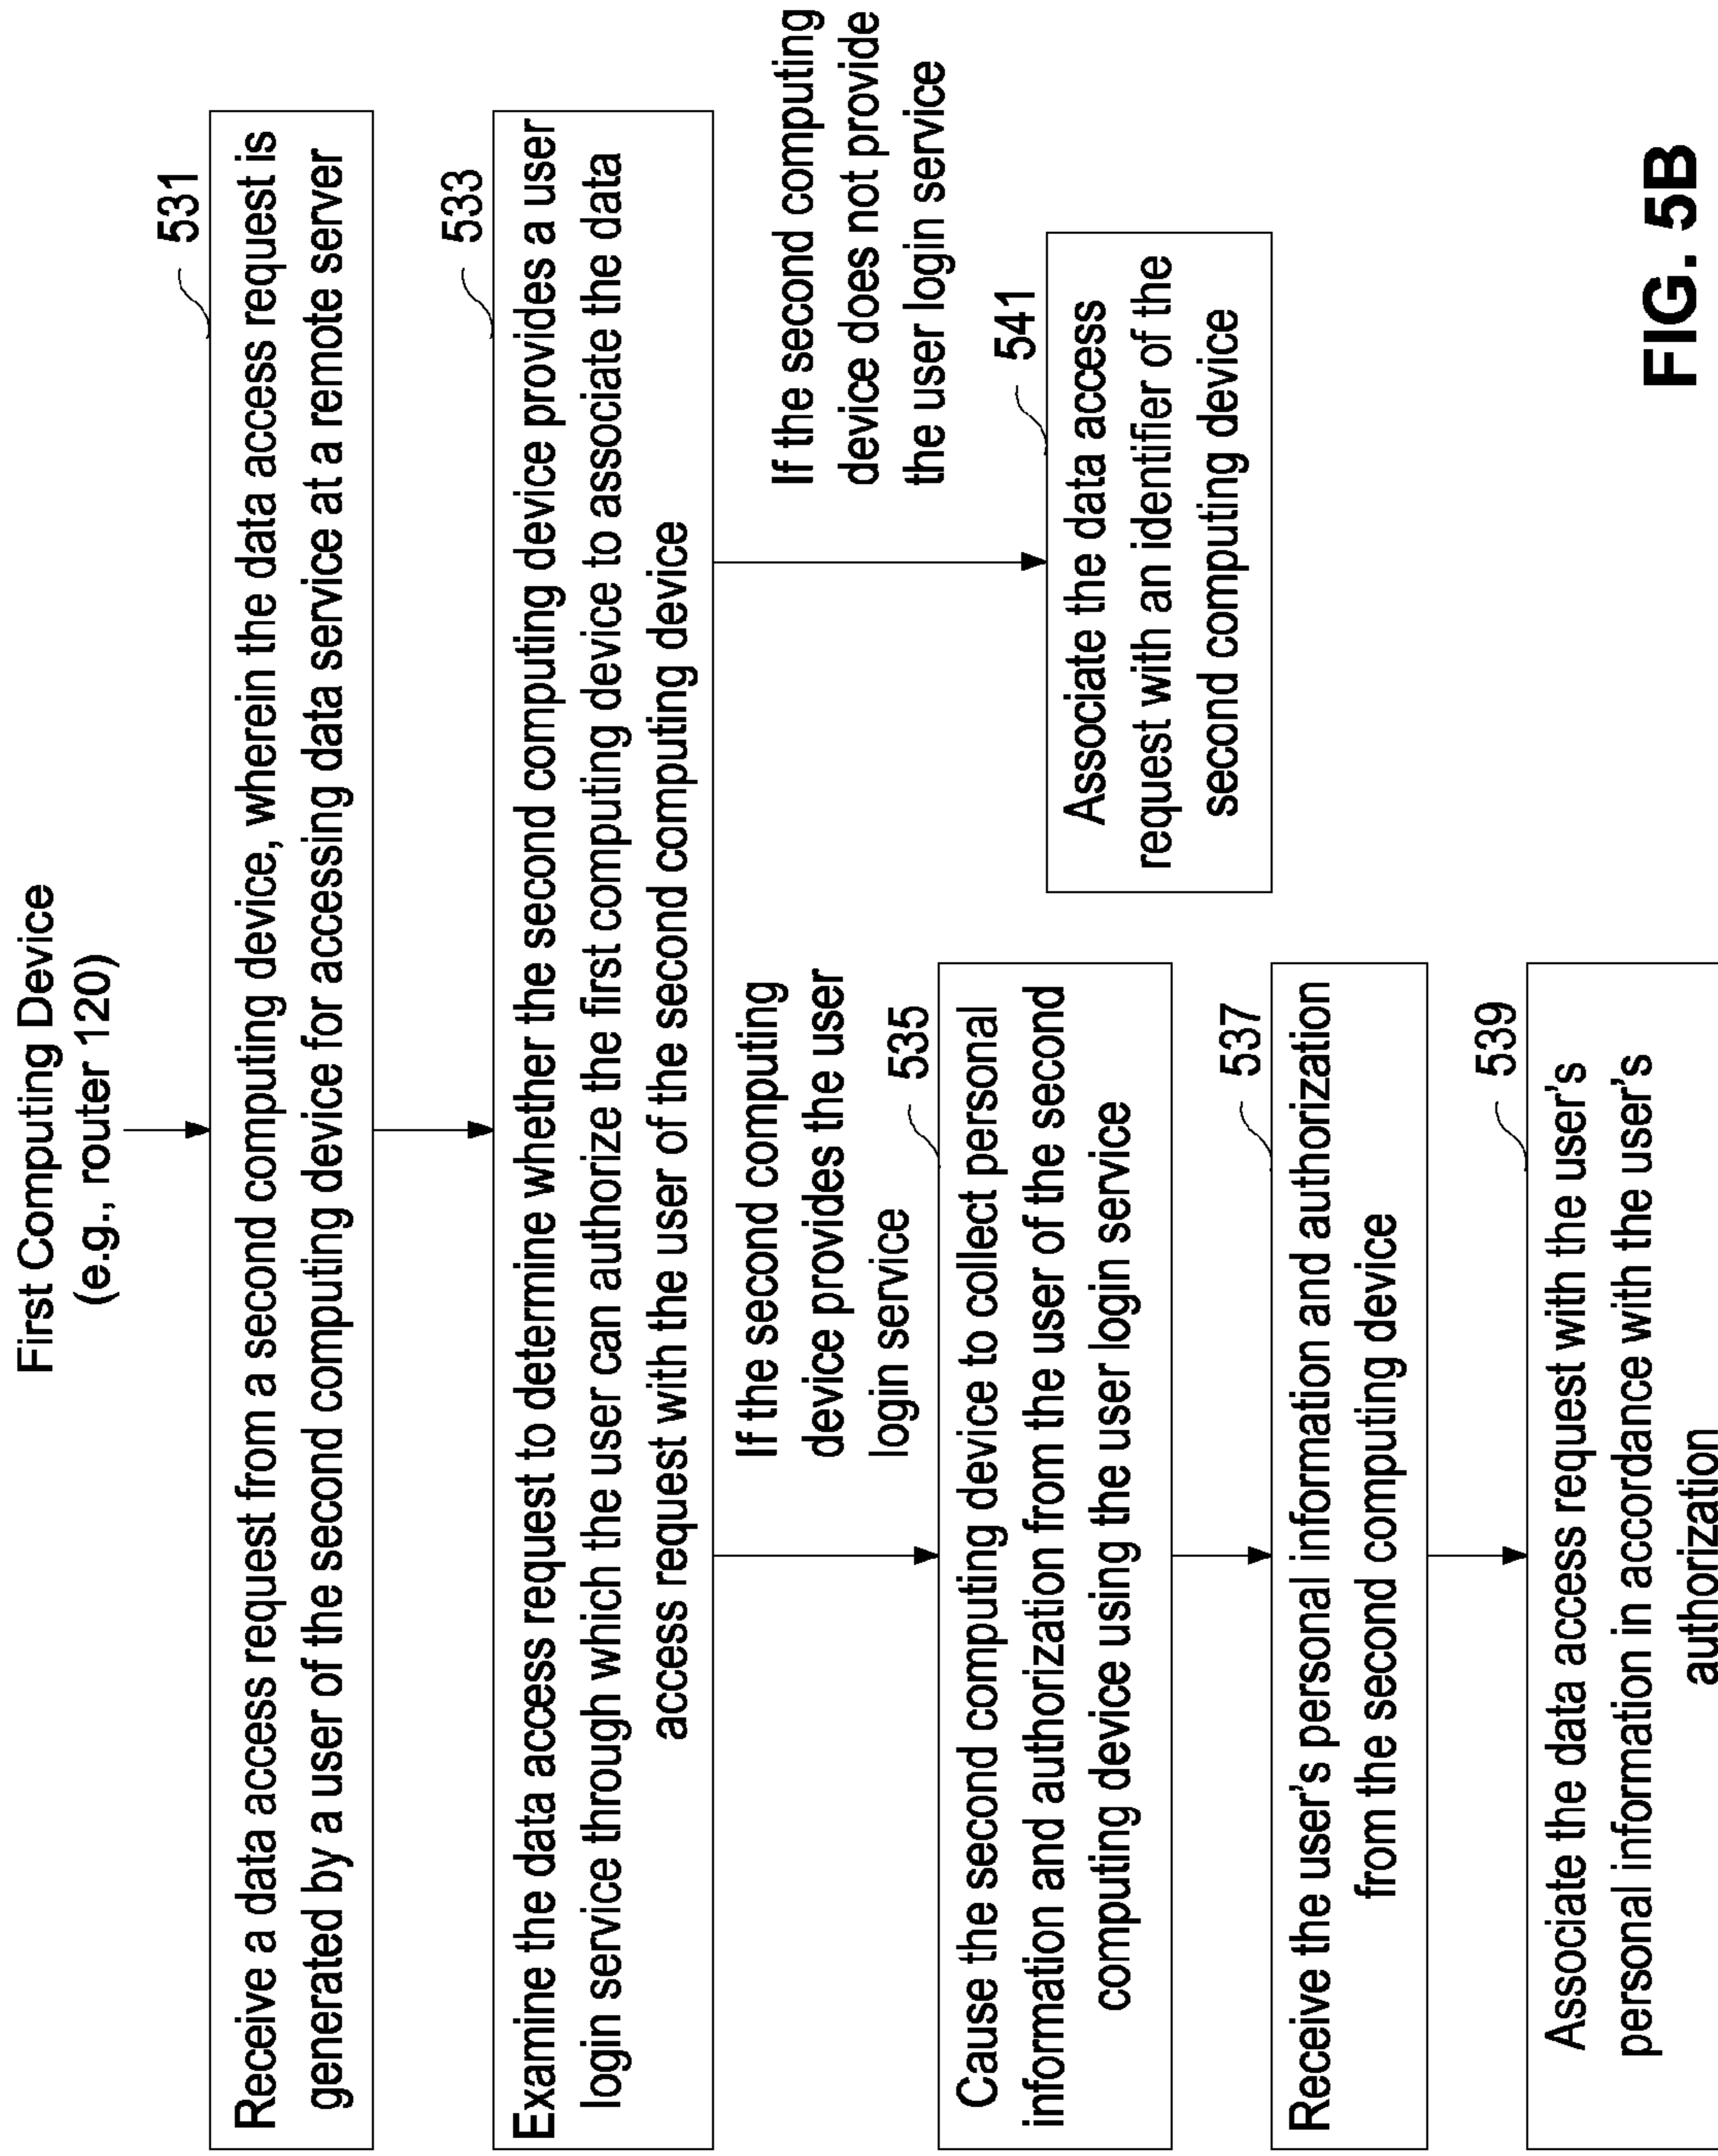 First Computing Device
(e.g., router 120)
531
Receive a data access request from a second computing device, wherein the data access request is
generated by a user of the second computing device for accessing data service at a remote server
533
Examine the data access request to determine whether the second computing device provides a user
login service through which the user can authorize the first computing device to associate the data
access request with the user of the second computing device
If the second computing
device provides the user
login service
535
Cause the second computing device to collect personal
information and authorization from the user of the second
computing device using the user login service
537
Receive the user's personal information and authorization
from the second computing device
539
Associate the data access request with the user's
personal information in accordance with the user's
authorization
If the second computing
device does not provide
the user login service
541
Associate the data access
request with an identifier of the
second computing device
FIG. 5B